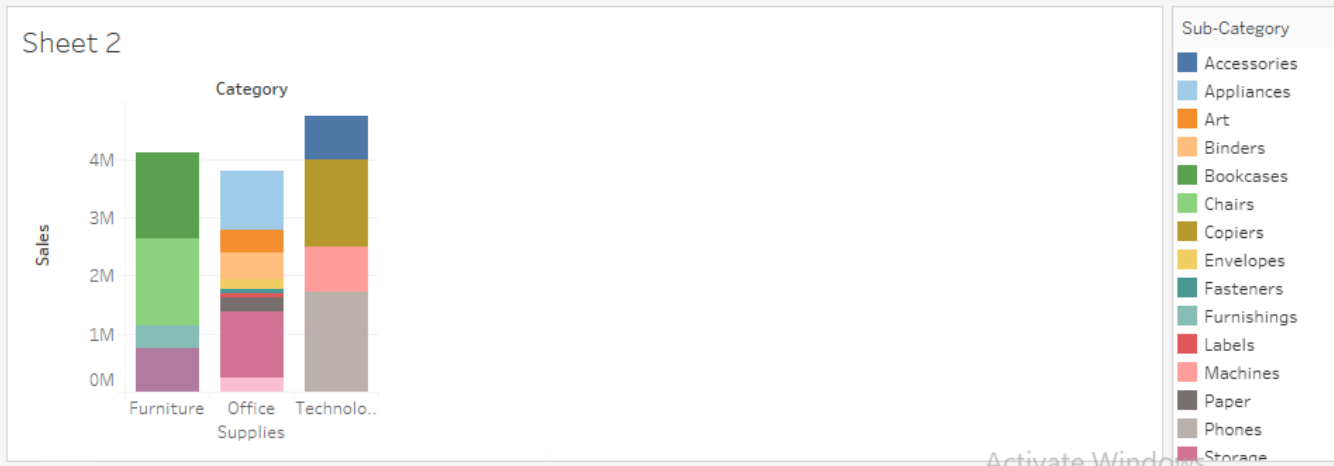 Sheet 2
Category
Sales
4M
3M
2M
1M
0M
Furniture
Office
Supplies
Technolo..
Sub-Category
Accessories
Appliances
Art
Binders
Bookcases
Chairs
Copiers
Envelopes
Fasteners
Furnishings
Labels
Machines
Paper
Phones
Storage
Activate Windows